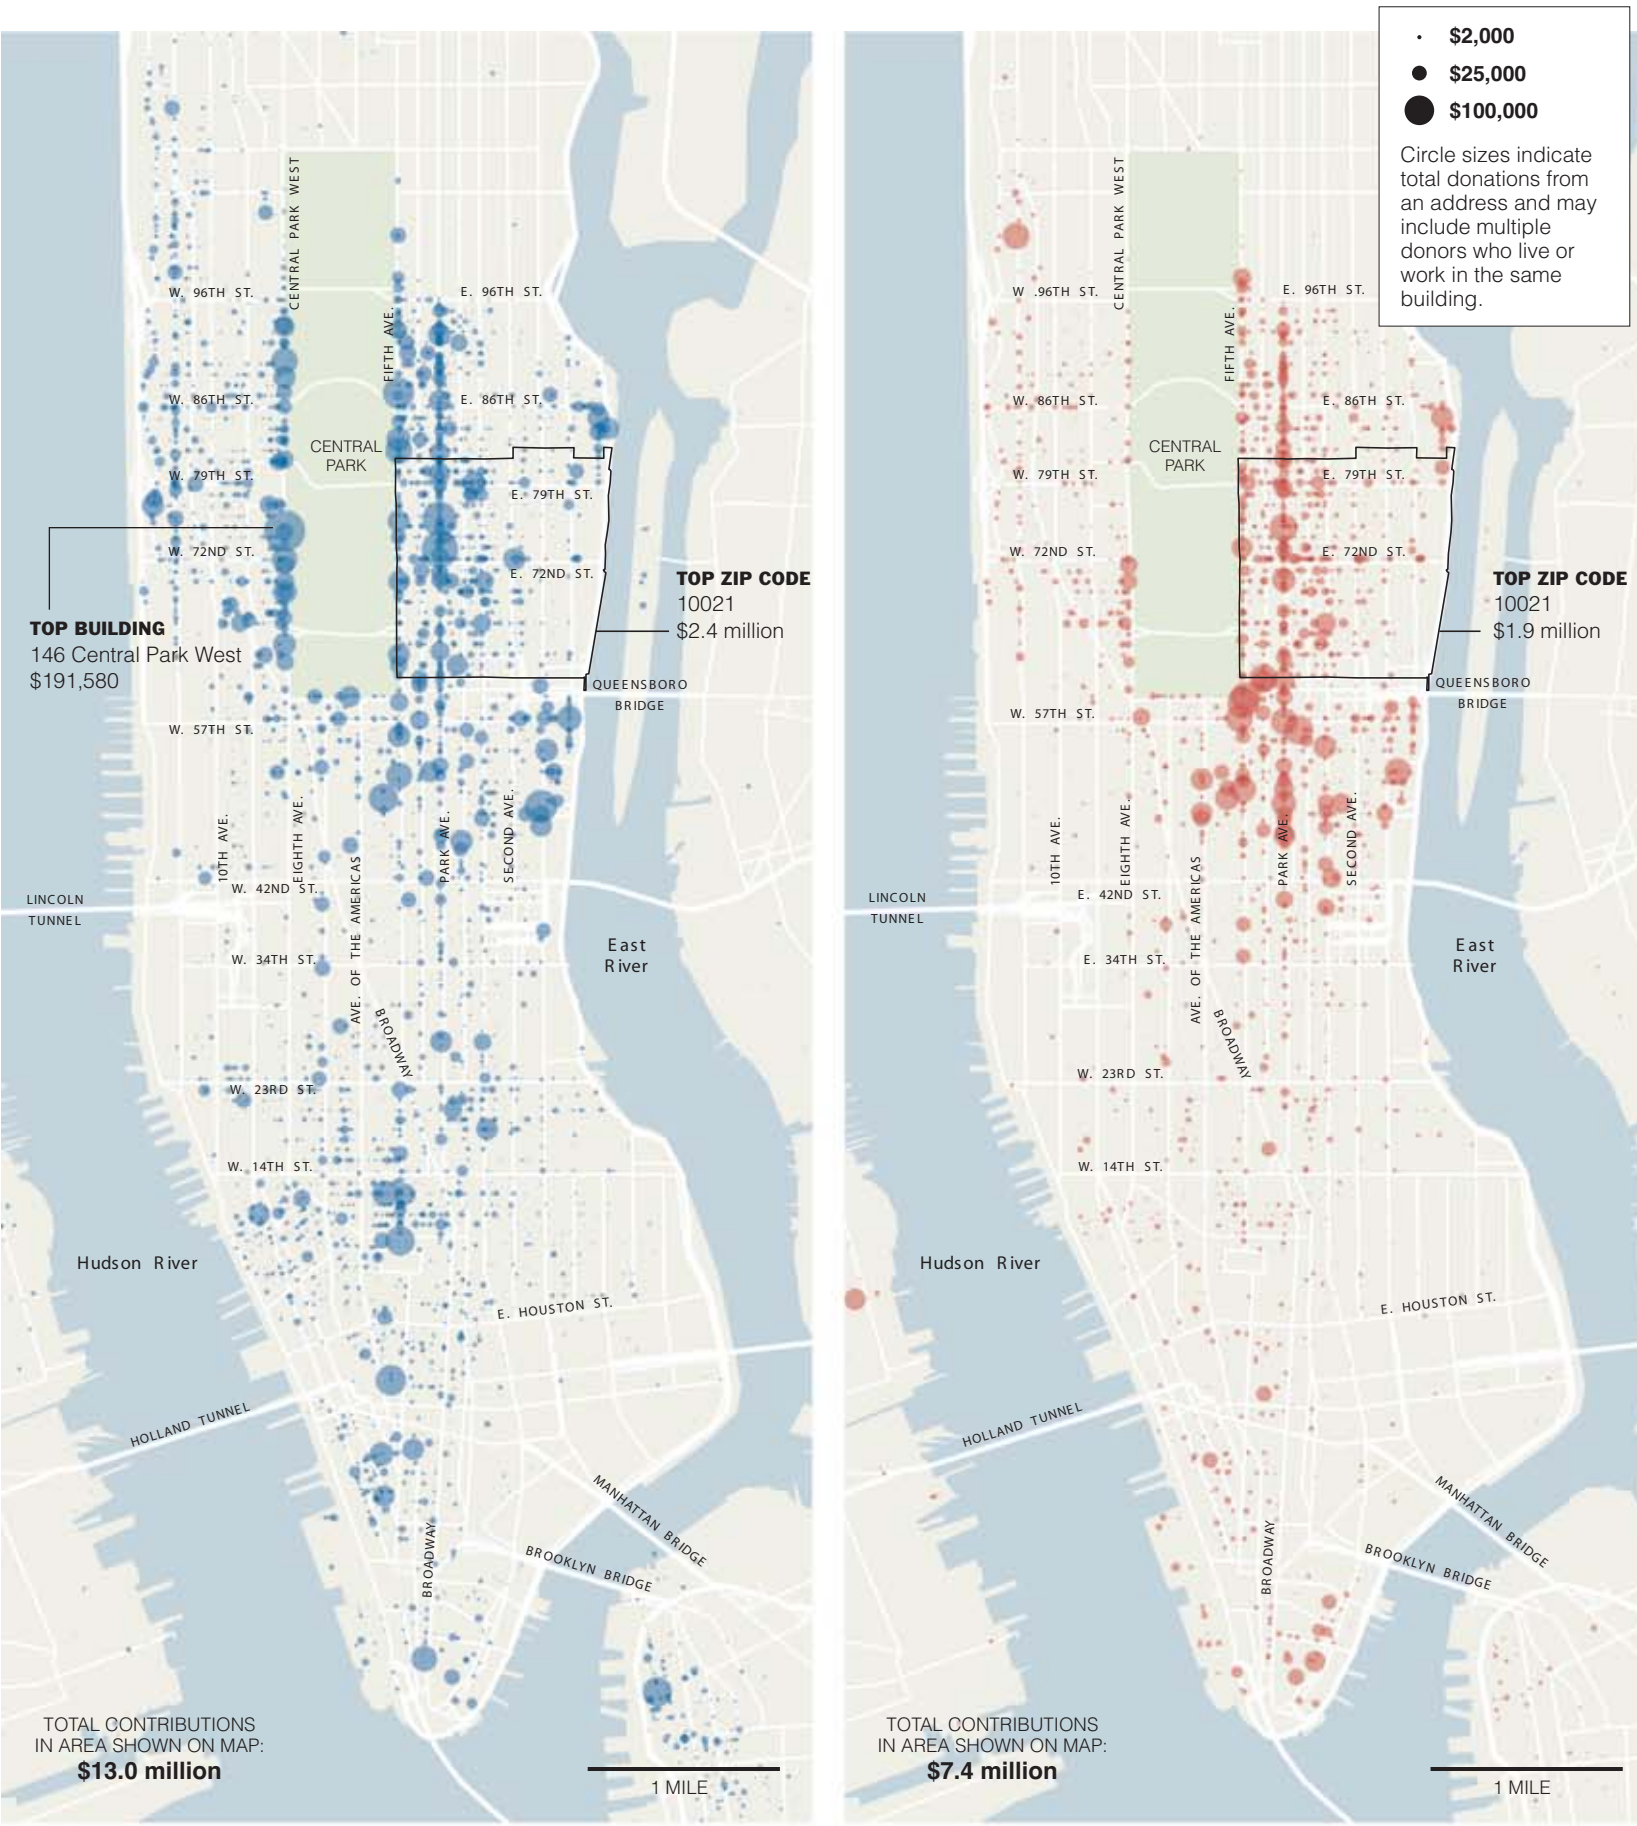 $2,000
$25,000
$100,000
Circle sizes indicate
total donations from
an address and may
include multiple
donors who live or
work in the same
building.
CENTRAL PARK WEST
W. 96TH ST.
E. 96TH ST.
FIFTH AVE.
W. 86TH ST.
E. 86TH ST.
CENTRAL
PARK
W. 79TH ST.
E. 79TH ST.
W. 72ND ST.
E. 72ND ST.
TOP BUILDING
146 Central Park West
$191,580
TOP ZIP CODE
10021
$2.4 million
QUEENSBORO
BRIDGE
W. 57TH ST.
10TH AVE.
EIGHTH AVE.
AVE. OF THE AMERICAS
PARK AVE.
SECOND AVE.
W. 42ND ST.
LINCOLN
TUNNEL
W. 34TH ST.
East
River
BROADWAY
W. 23RD ST.
W. 14TH ST.
Hudson River
E. HOUSTON ST.
HOLLAND TUNNEL
MANHATTAN BRIDGE
BROOKLYN BRIDGE
BROADWAY
TOTAL CONTRIBUTIONS
IN AREA SHOWN ON MAP:
$13.0 million
1 MILE
CENTRAL PARK WEST
W .96TH ST.
E. 96TH ST.
FIFTH AVE.
W. 86TH ST.
E. 86TH ST.
CENTRAL
PARK
W. 79TH ST.
E. 79TH ST.
W. 72ND ST.
E. 72ND ST.
TOP ZIP CODE
10021
$1.9 million
QUEENSBORO
BRIDGE
W. 57TH ST.
10TH AVE.
EIGHTH AVE.
AVE. OF THE AMERICAS
PARK AVE.
SECOND AVE.
E. 42ND ST.
LINCOLN
TUNNEL
E. 34TH ST.
East
River
BROADWAY
W. 23RD ST.
W. 14TH ST.
Hudson River
E. HOUSTON ST.
HOLLAND TUNNEL
MANHATTAN BRIDGE
BROOKLYN BRIDGE
BROADWAY
TOTAL CONTRIBUTIONS
IN AREA SHOWN ON MAP:
$7.4 million
1 MILE